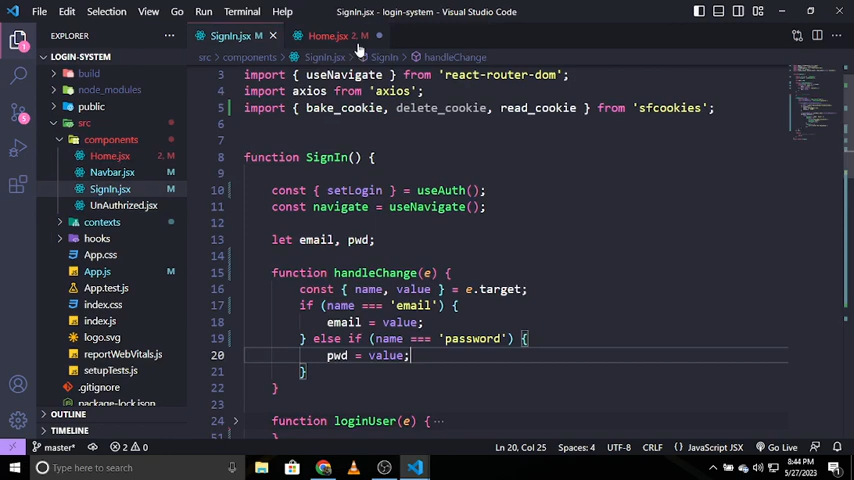 File Edit Selection View Go Run Terminal Help
SignIn.jsx - login-system - Visual Studio Code
EXPLORER
SignIn.jsx M
Home.jsx 2, M
src > components > SignIn.jsx > SignIn > handleChange
LOGIN-SYSTEM
build
node_modules
public
src
components
Home.jsx 2, M
Navbar.jsx M
SignIn.jsx M
UnAuthrized.jsx
contexts
hooks
App.css
App.js M
App.test.js
index.css
index.js
logo.svg
reportWebVitals.js
setupTests.js
.gitignore
package-lock.json
OUTLINE
TIMELINE
1
5
3 import { useNavigate } from 'react-router-dom';
4 import axios from 'axios';
5 import { bake_cookie, delete_cookie, read_cookie } from 'sfcookies';
6
7
8 function SignIn() {
9
10 const { setLogin } = useAuth();
11 const navigate = useNavigate();
12
13 let email, pwd;
14
15 function handleChange(e) {
16 const { name, value } = e.target;
17 if (name === 'email') {
18 email = value;
19 } else if (name === 'password') {
20 pwd = value;
21 }
22 }
23
24 function loginUser(e) {⋯
51 }
master* 2 0
Ln 20, Col 25 Spaces: 4 UTF-8 CRLF JavaScript JSX Go Live
Type here to search
8:44 PM
5/27/2023